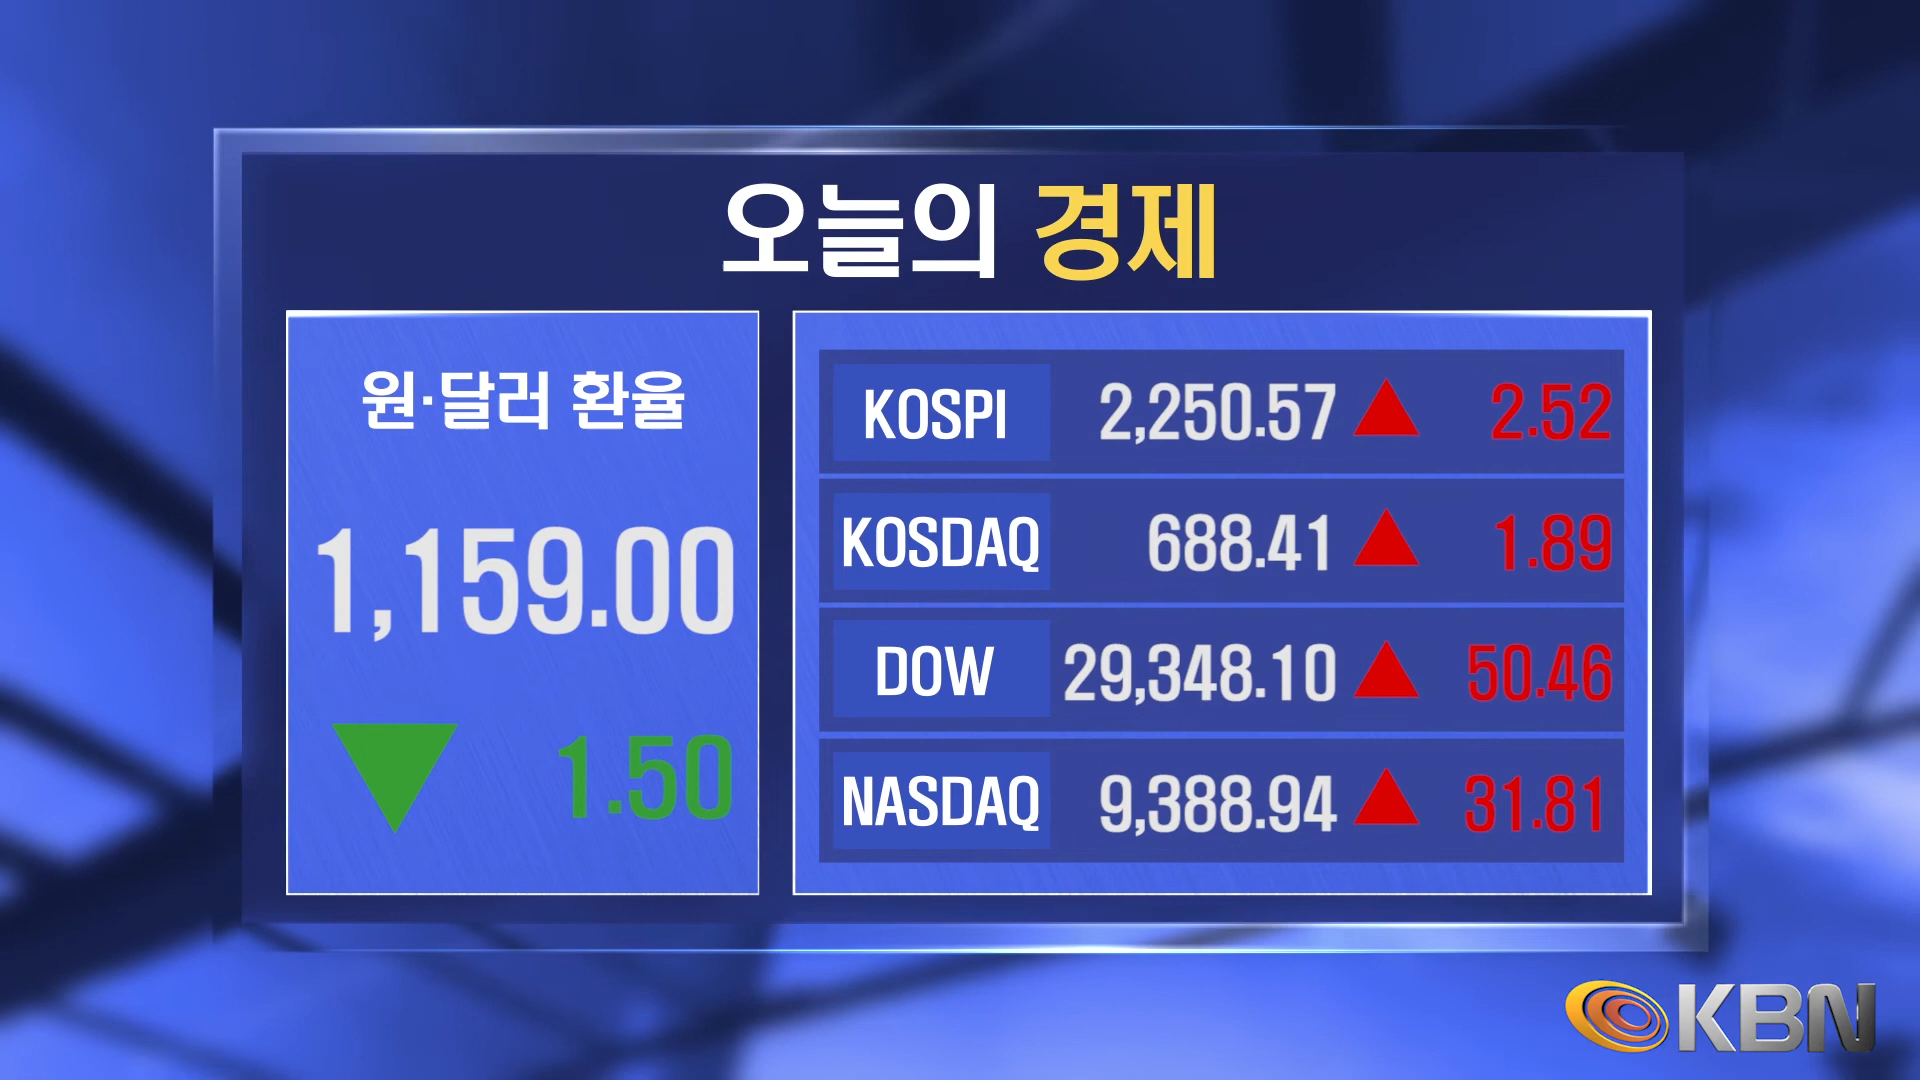 오늘의 경제
원·달러 환율
1,159.00
▼ 1.50
KOSPI 2,250.57 ▲ 2.52
KOSDAQ 688.41 ▲ 1.89
DOW 29,348.10 ▲ 50.46
NASDAQ 9,388.94 ▲ 31.81
KBN